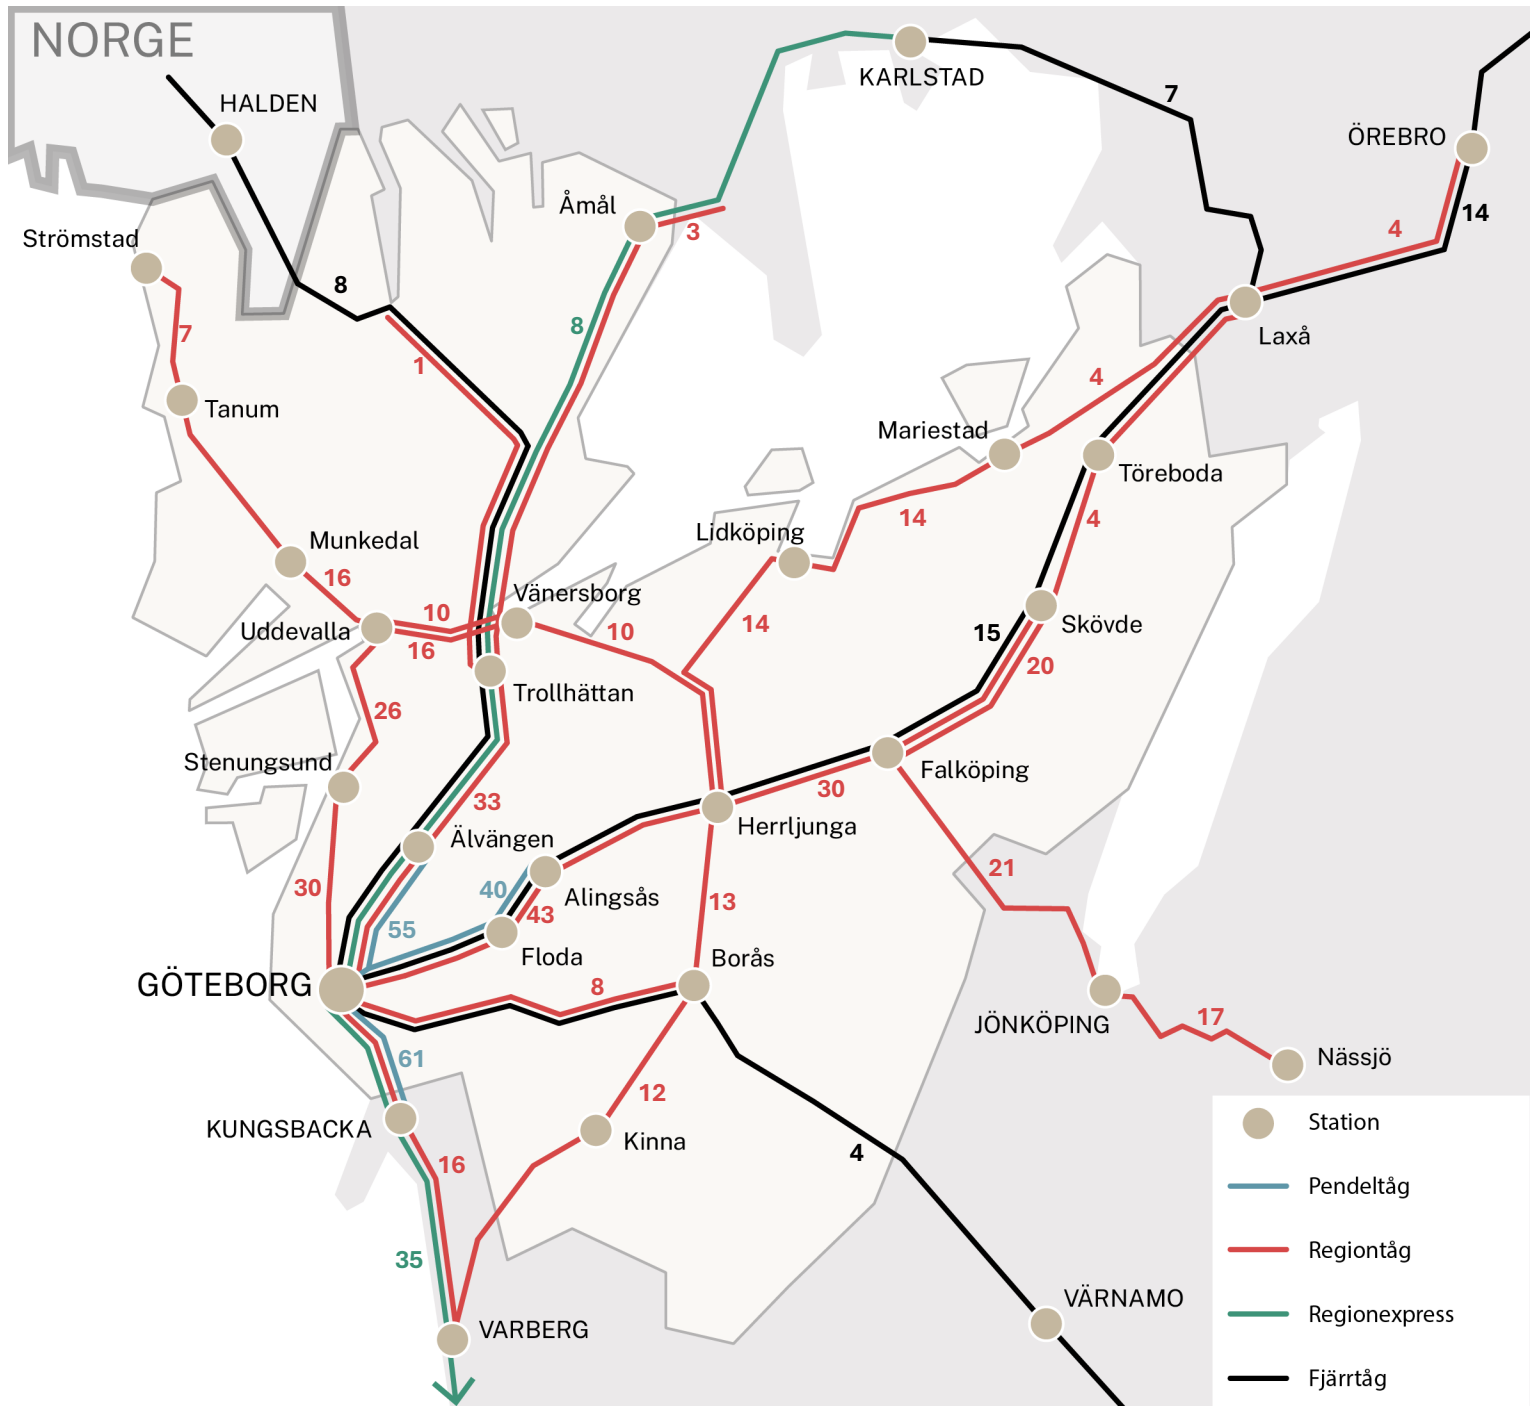 NORGE
HALDEN
KARLSTAD
7
ÖREBRO
14
4
Åmål
3
Strömstad
8
8
7
1
Laxå
4
Tanum
Mariestad
Töreboda
14
4
Lidköping
Munkedal
16
Vänersborg
10
10
14
Uddevalla
16
15
Skövde
20
Trollhättan
26
Stenungsund
33
30
Falköping
Herrljunga
Älvängen
30
40
Alingsås
21
43
13
55
Floda
Borås
GÖTEBORG
8
JÖNKÖPING
17
Nässjö
61
12
KUNGSBACKA
Kinna
4
16
35
VÄRNAMO
VARBERG
Station
Pendeltåg
Regiontåg
Regionexpress
Fjärrtåg